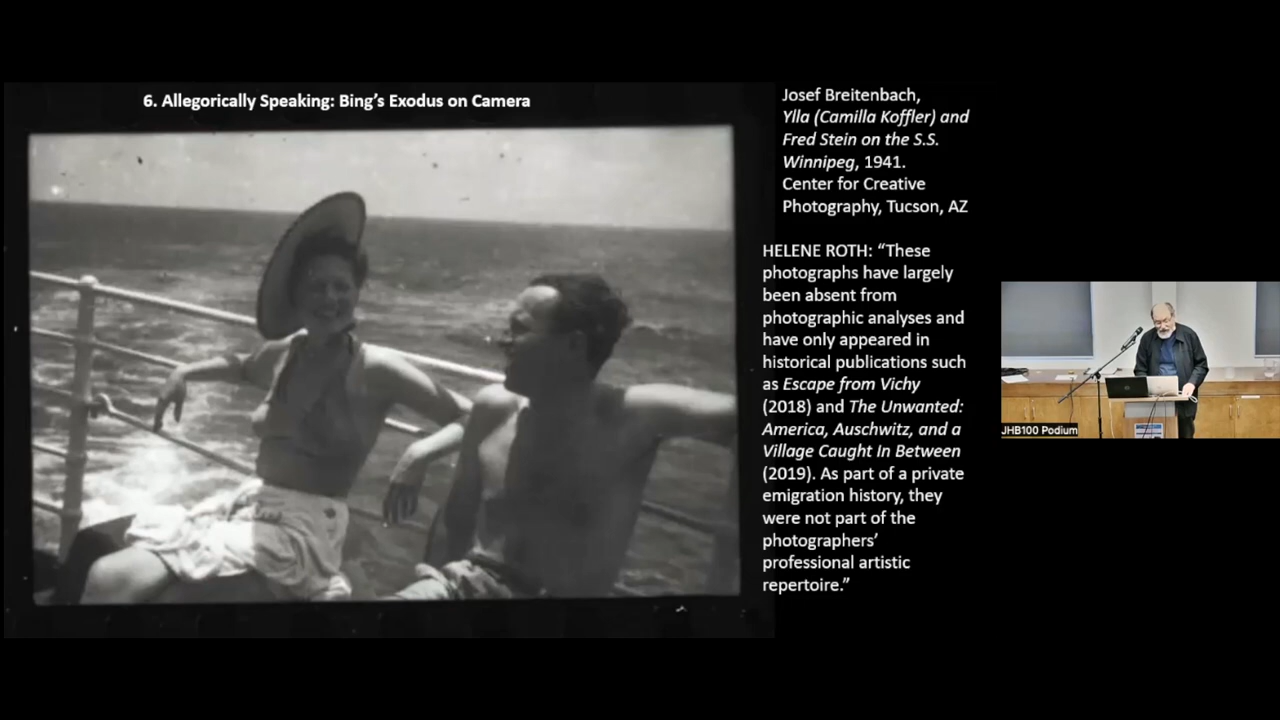 6. Allegorically Speaking: Bing's Exodus on Camera
Josef Breitenbach,
Ylla (Camilla Koffler) and
Fred Stein on the S.S.
Winnipeg, 1941.
Center for Creative
Photography, Tucson, AZ
HELENE ROTH: “These
photographs have largely
been absent from
photographic analyses and
have only appeared in
historical publications such
as Escape from Vichy
(2018) and The Unwanted:
America, Auschwitz, and a
Village Caught In Between
(2019). As part of a private
emigration history, they
were not part of the
photographers’
professional artistic
repertoire.”
JHB100 Podium